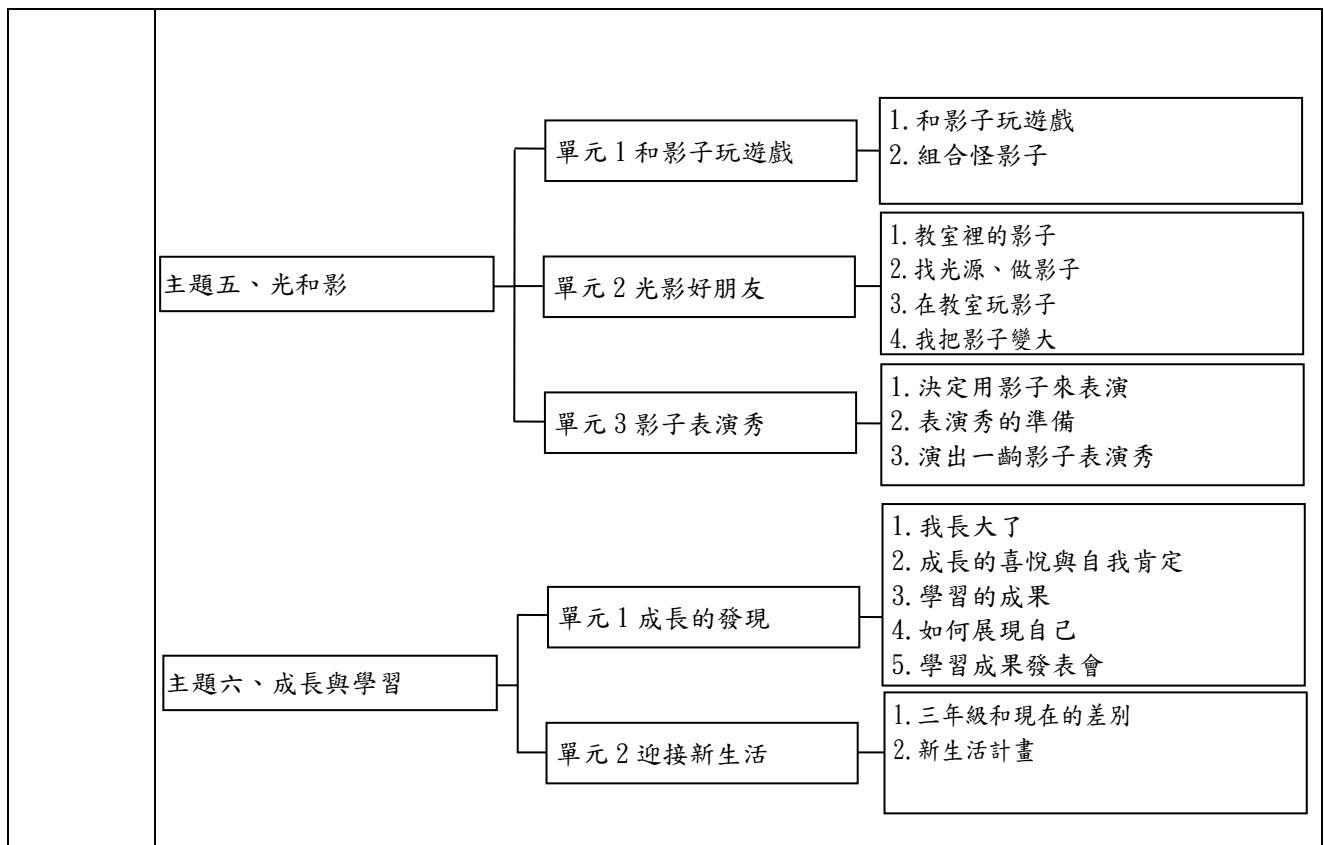 主題五、光和影
單元 1 和影子玩遊戲
1.和影子玩遊戲
2.組合怪影子
單元 2 光影好朋友
1.教室裡的影子
2.找光源、做影子
3.在教室玩影子
4.我把影子變大
單元 3 影子表演秀
1.決定用影子來表演
2.表演秀的準備
3.演出一齣影子表演秀
主題六、成長與學習
單元 1 成長的發現
1.我長大了
2.成長的喜悅與自我肯定
3.學習的成果
4.如何展現自己
5.學習成果發表會
單元 2 迎接新生活
1.三年級和現在的差別
2.新生活計畫